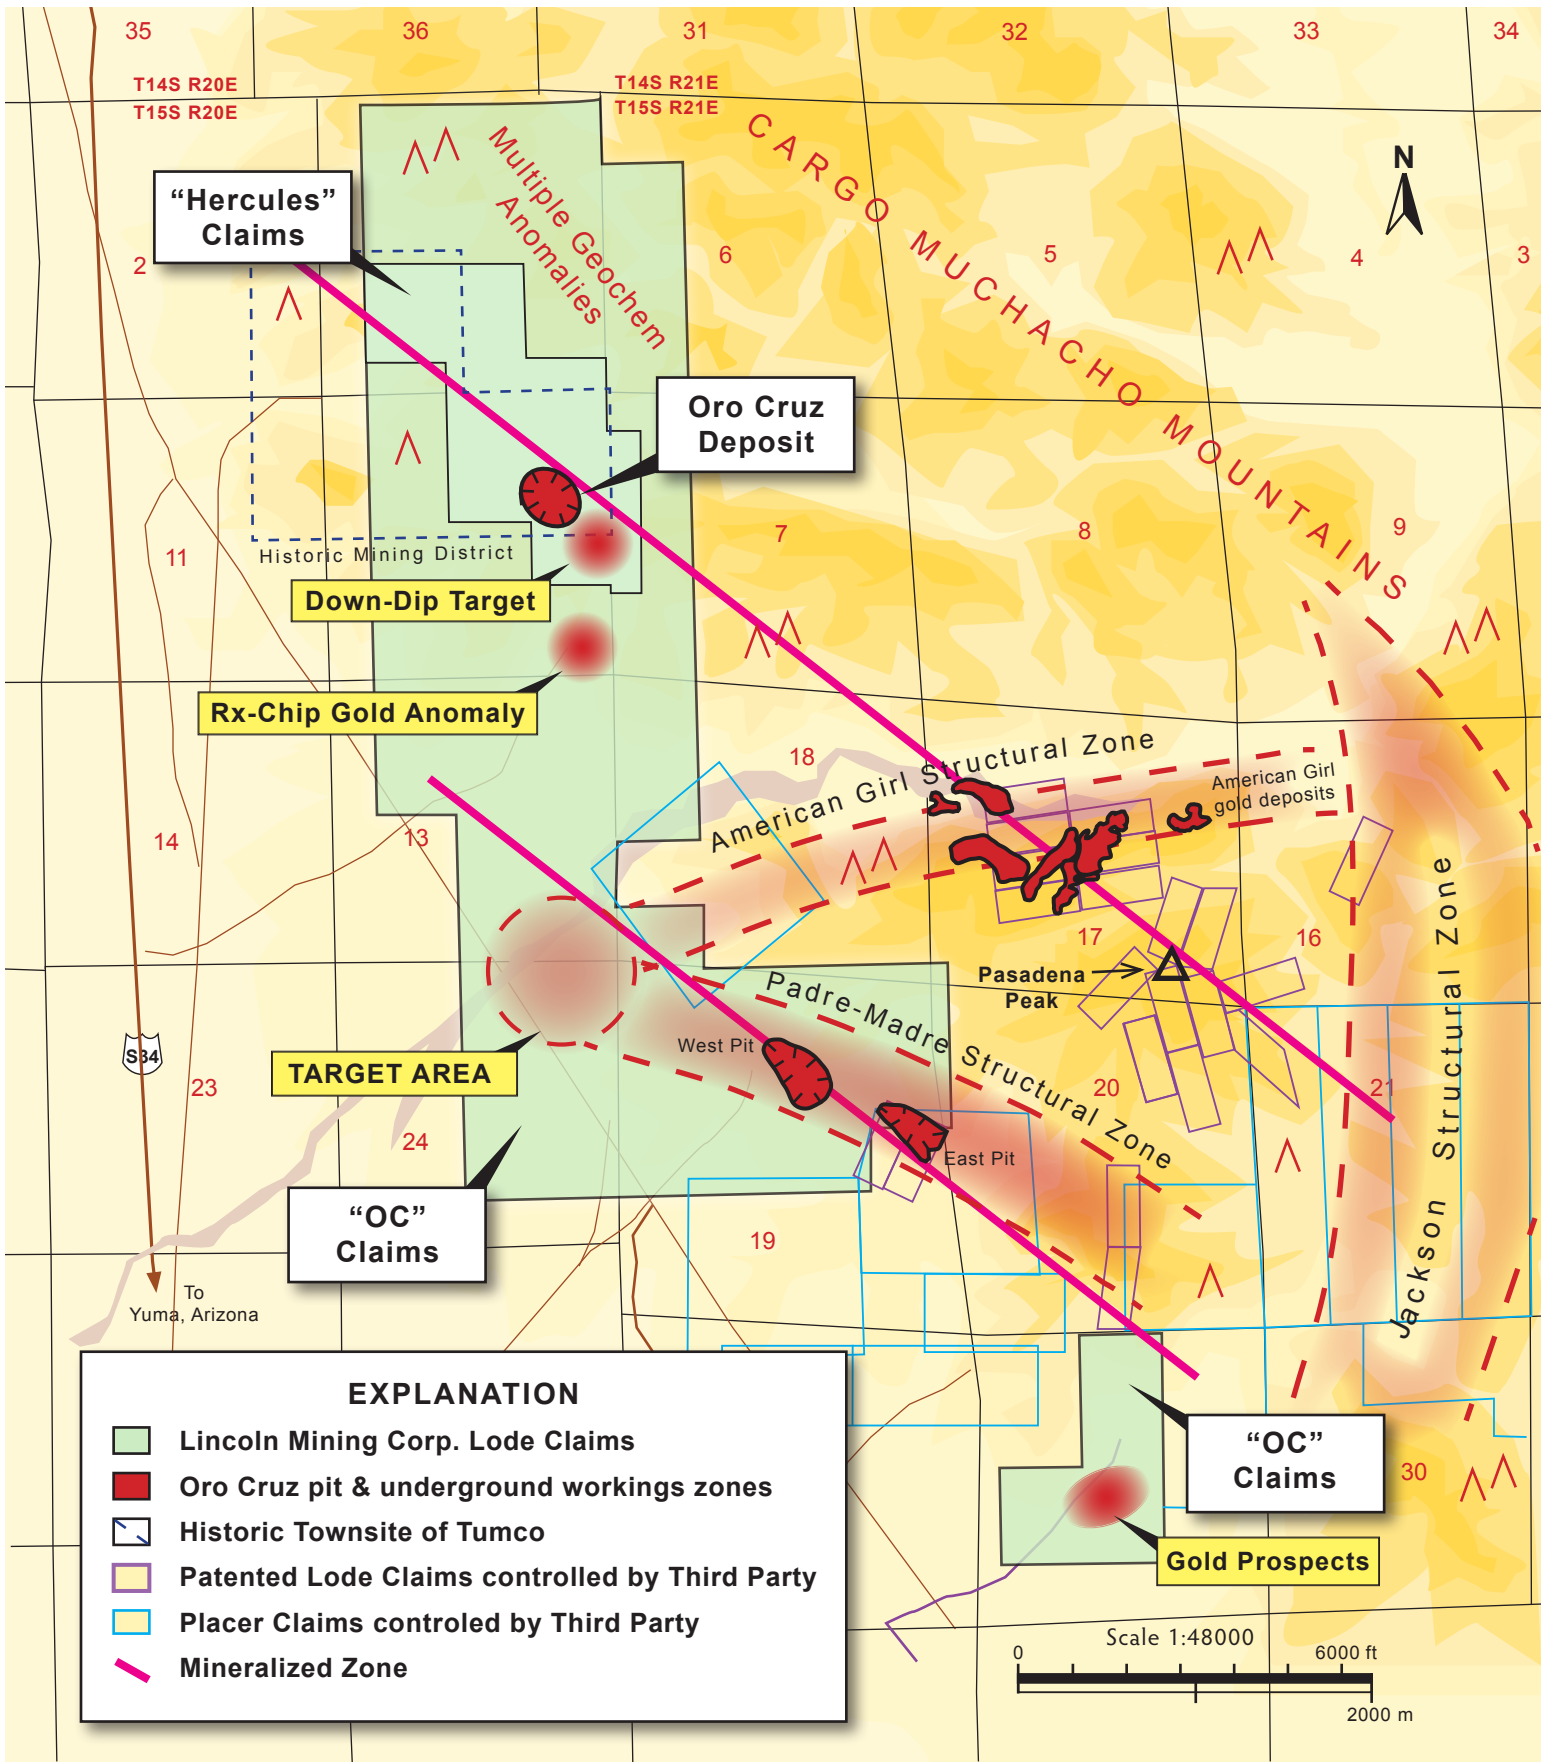 35
36
31
32
33
34
T14S R20E
T15S R20E
T14S R21E
T15S R21E
CARGO MUCHACHO MOUNTAINS
N
Multiple Geochem
Anomalies
“Hercules”
Claims
2
6
5
4
3
Oro Cruz
Deposit
11
7
8
9
Historic Mining District
Down-Dip Target
Rx-Chip Gold Anomaly
18
American Girl Structural Zone
American Girl
gold deposits
14
13
17
16
Pasadena
Peak
Padre-Madre Structural Zone
Jackson Structural Zone
West Pit
S34
TARGET AREA
23
24
20
21
East Pit
“OC”
Claims
19
To
Yuma, Arizona
“OC”
Claims
30
Gold Prospects
EXPLANATION
Lincoln Mining Corp. Lode Claims
Oro Cruz pit & underground workings zones
Historic Townsite of Tumco
Patented Lode Claims controlled by Third Party
Placer Claims controled by Third Party
Mineralized Zone
Scale 1:48000
0
6000 ft
2000 m